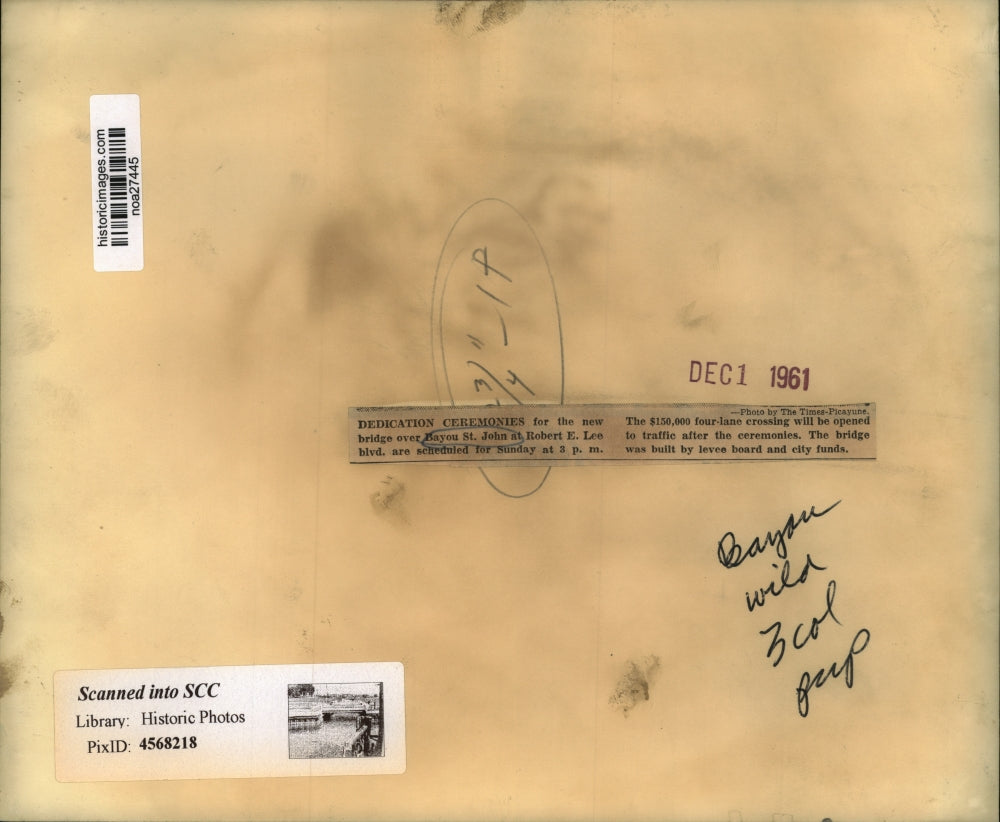 historicimages.com
noa27445
DEC 1 1961
—Photo by The Times-Picayune.
DEDICATION CEREMONIES for the new
bridge over Bayou St. John at Robert E. Lee
blvd. are scheduled for Sunday at 3 p. m.
The $150,000 four-lane crossing will be opened
to traffic after the ceremonies. The bridge
was built by levee board and city funds.
Bayou
wild
3 col
Scanned into SCC
Library: Historic Photos
PixID: 4568218